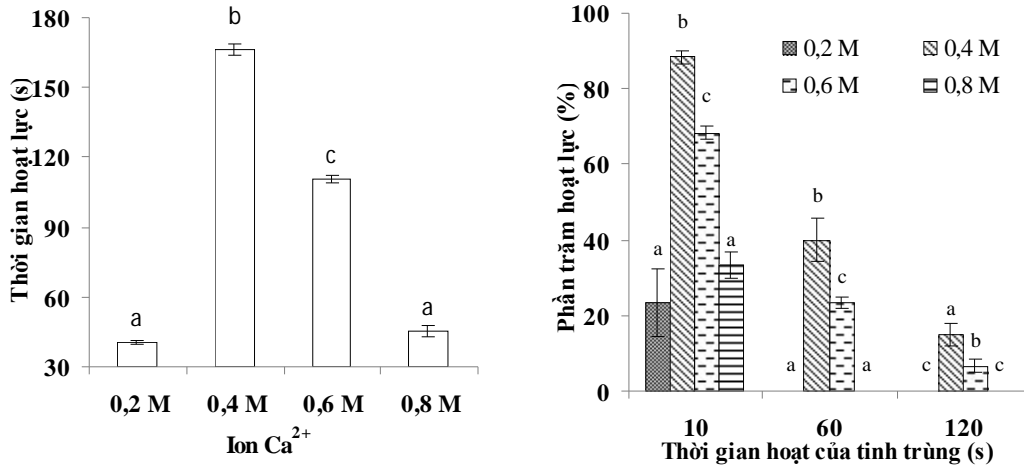 180
150
120
90
60
30
Thời gian hoạt lực (s)
a
b
c
a
0,2 M
0,4 M
0,6 M
0,8 M
Ion Ca²⁺
100
80
60
40
20
0
Phần trăm hoạt lực (%)
0,2 M
0,4 M
0,6 M
0,8 M
a
b
c
a
a
b
c
a
c
a
b
c
10
60
120
Thời gian hoạt của tinh trùng (s)